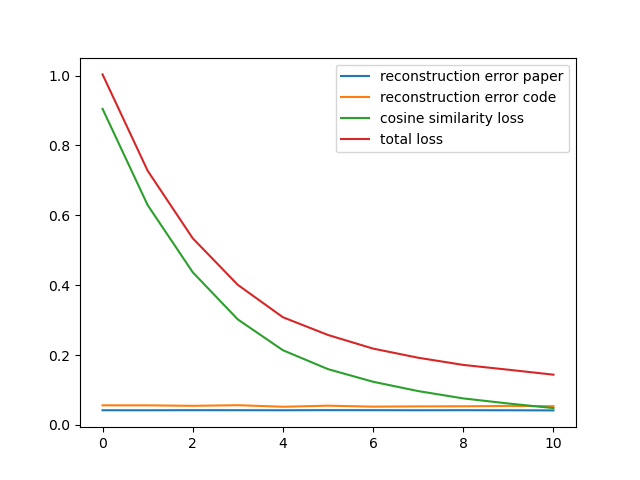 reconstruction error paper
reconstruction error code
cosine similarity loss
total loss
1.0
0.8
0.6
0.4
0.2
0.0
0 2 4 6 8 10